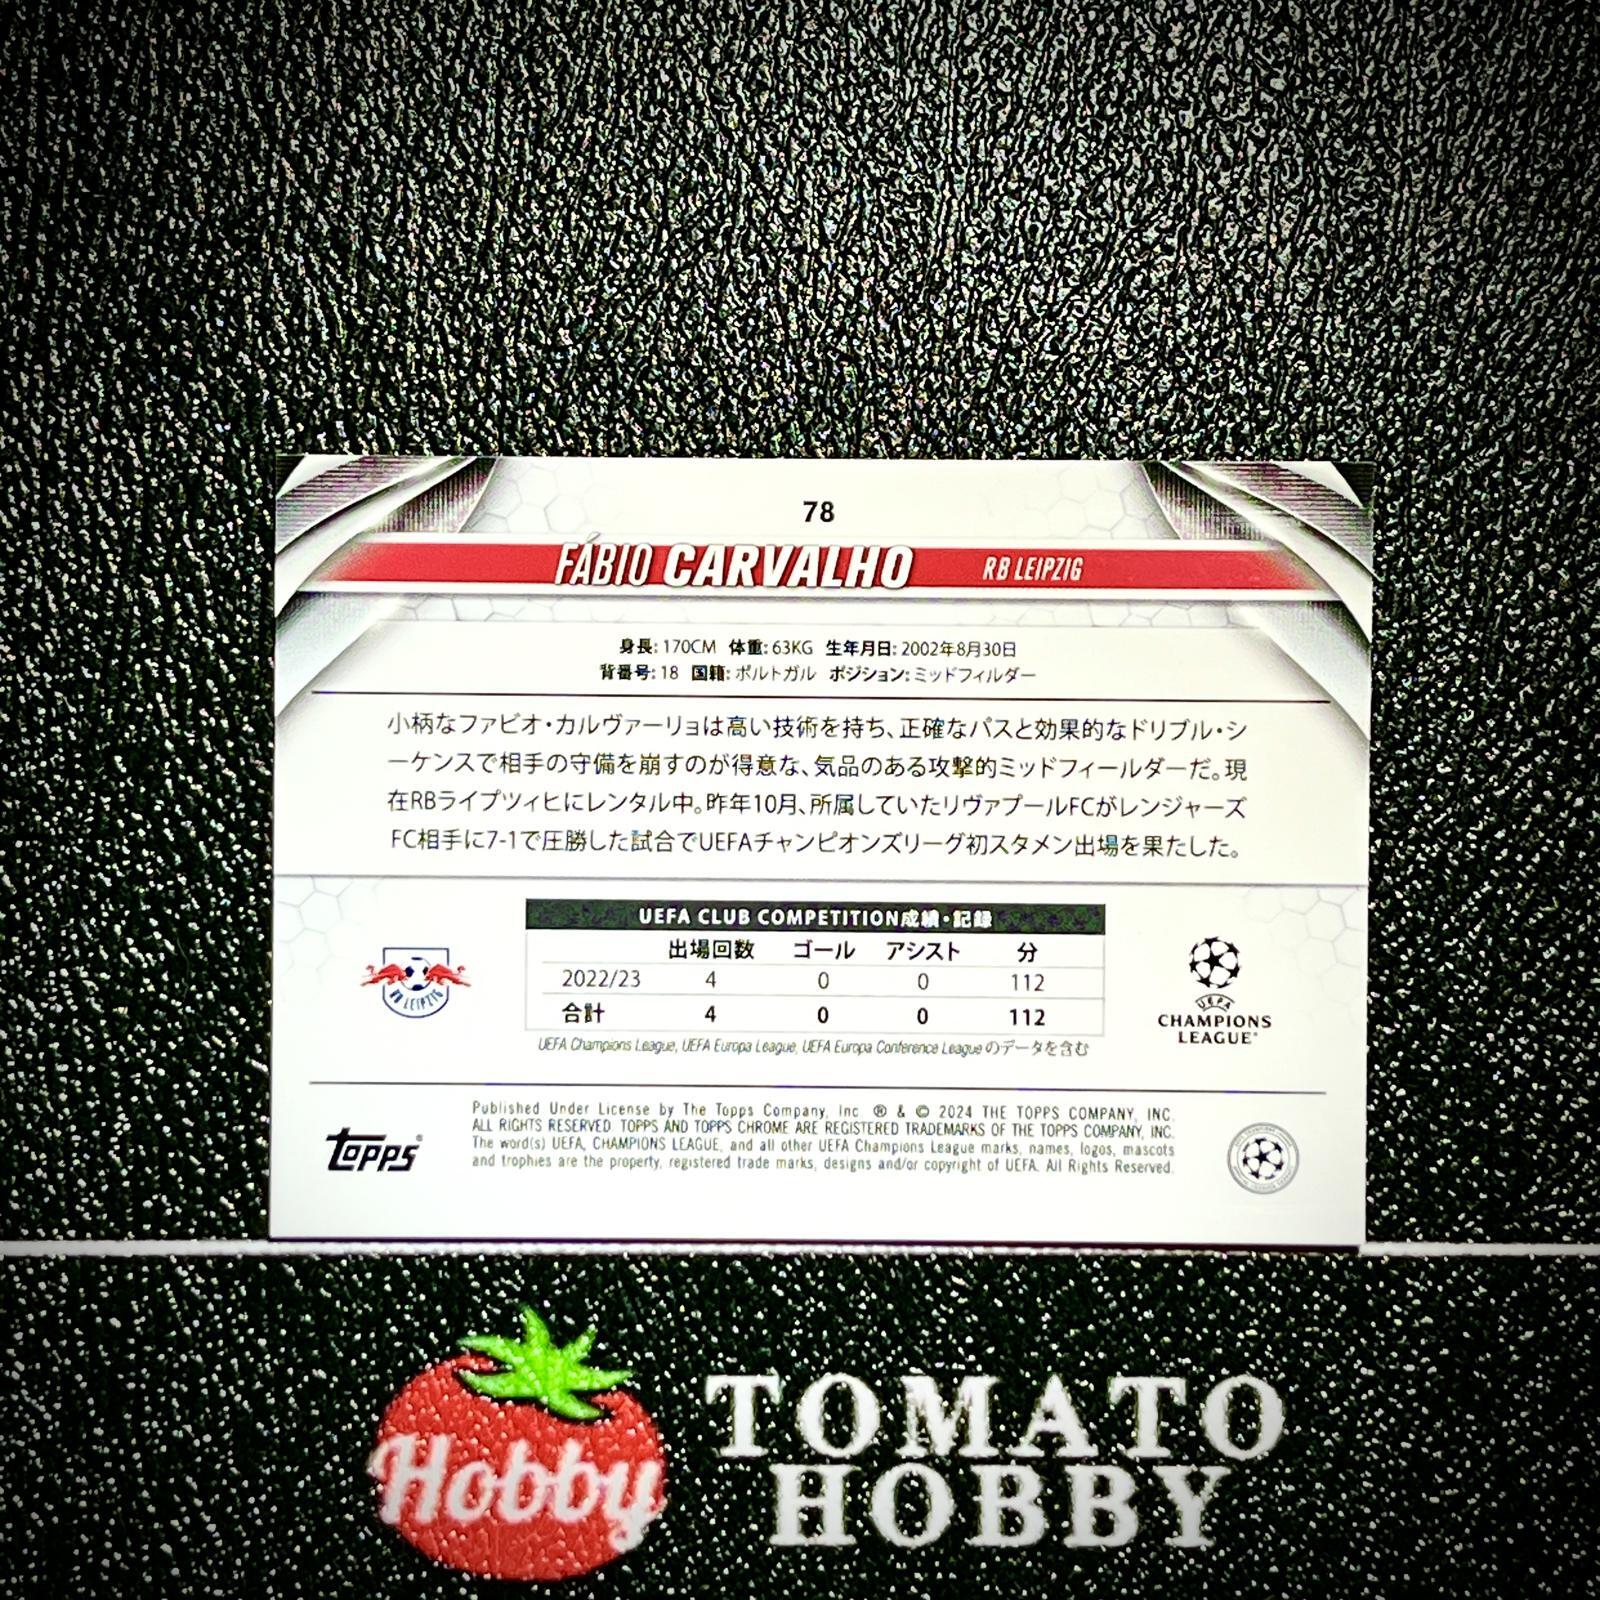 78
FÁBIO CARVALHO RB LEIPZIG
身長: 170CM 体重: 63KG 生年月日: 2002年8月30日
背番号: 18 国籍: ポルトガル ポジション: ミッドフィルダー
小柄なファビオ・カルヴァーリョは高い技術を持ち、正確なパスと効果的なドリブル・シ
ーケンスで相手の守備を崩すのが得意な、気品のある攻撃的ミッドフィールダーだ。現
在RBライプツィヒにレンタル中。昨年10月、所属していたリヴァプールFCがレンジャーズ
FC相手に7-1で圧勝した試合でUEFAチャンピオンズリーグ初スタメン出場を果たした。
UEFA CLUB COMPETITION成績・記録
出場回数 ゴール アシスト 分
2022/23 4 0 0 112
合計 4 0 0 112
UEFA Champions League, UEFA Europa League, UEFA Europa Conference Leagueのデータを含む
RB LEIPZIG
UEFA
CHAMPIONS
LEAGUE®
Published Under License by The Topps Company, Inc. ® & © 2024 THE TOPPS COMPANY, INC.
ALL RIGHTS RESERVED. TOPPS AND TOPPS CHROME ARE REGISTERED TRADEMARKS OF THE TOPPS COMPANY, INC.
The word(s) UEFA, CHAMPIONS LEAGUE, and all other UEFA Champions League marks, names, logos, mascots
and trophies are the property, registered trade marks, designs and/or copyright of UEFA. All Rights Reserved.
topps®
Hobby
TOMATO
HOBBY